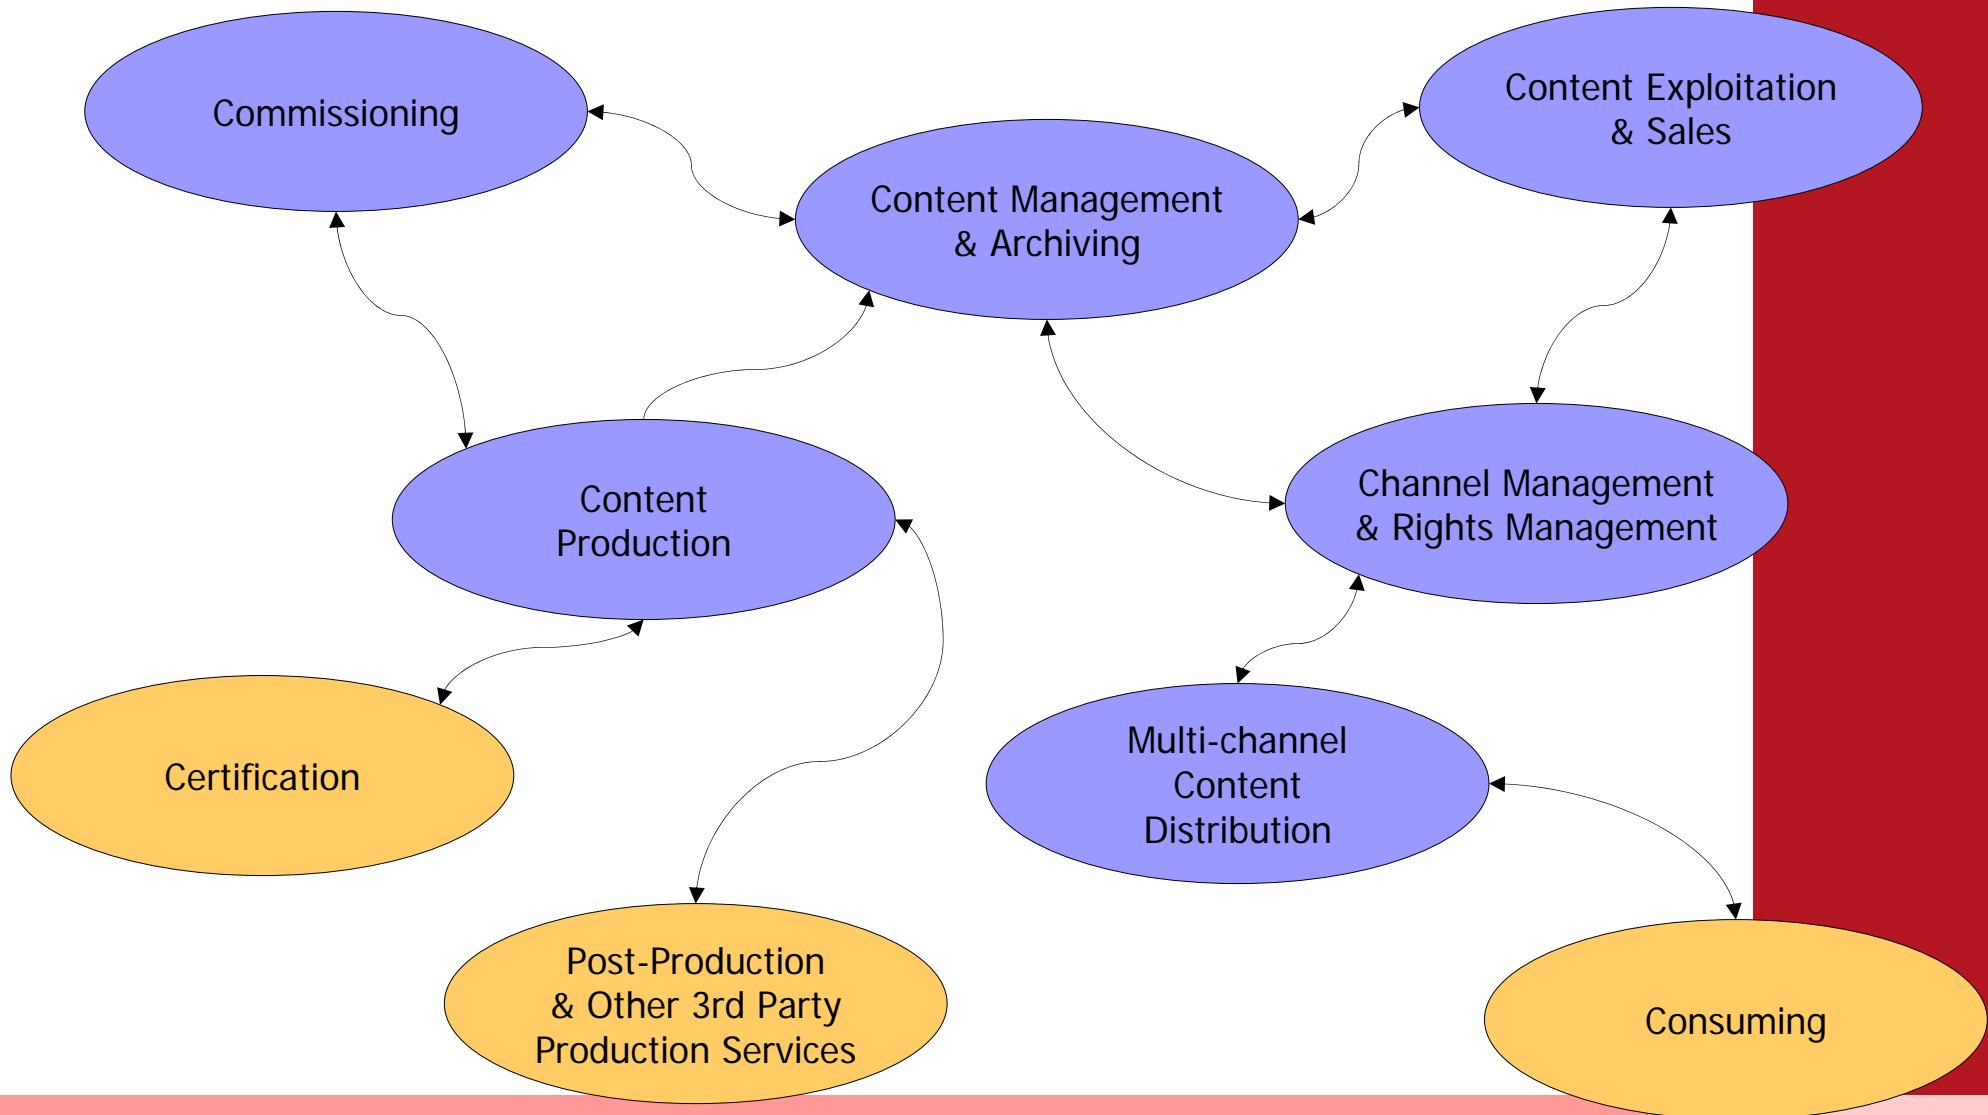 Commissioning
Content Exploitation
& Sales
Content Management
& Archiving
Content
Production
Channel Management
& Rights Management
Certification
Multi-channel
Content
Distribution
Post-Production
& Other 3rd Party
Production Services
Consuming